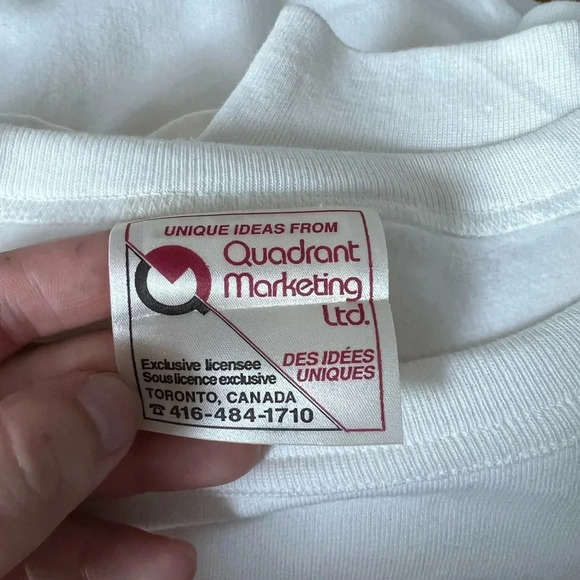 UNIQUE IDEAS FROM
Quadrant
Marketing
Ltd.
DES IDÉES
UNIQUES
Exclusive licensee
Sous licence exclusive
TORONTO, CANADA
☎ 416-484-1710